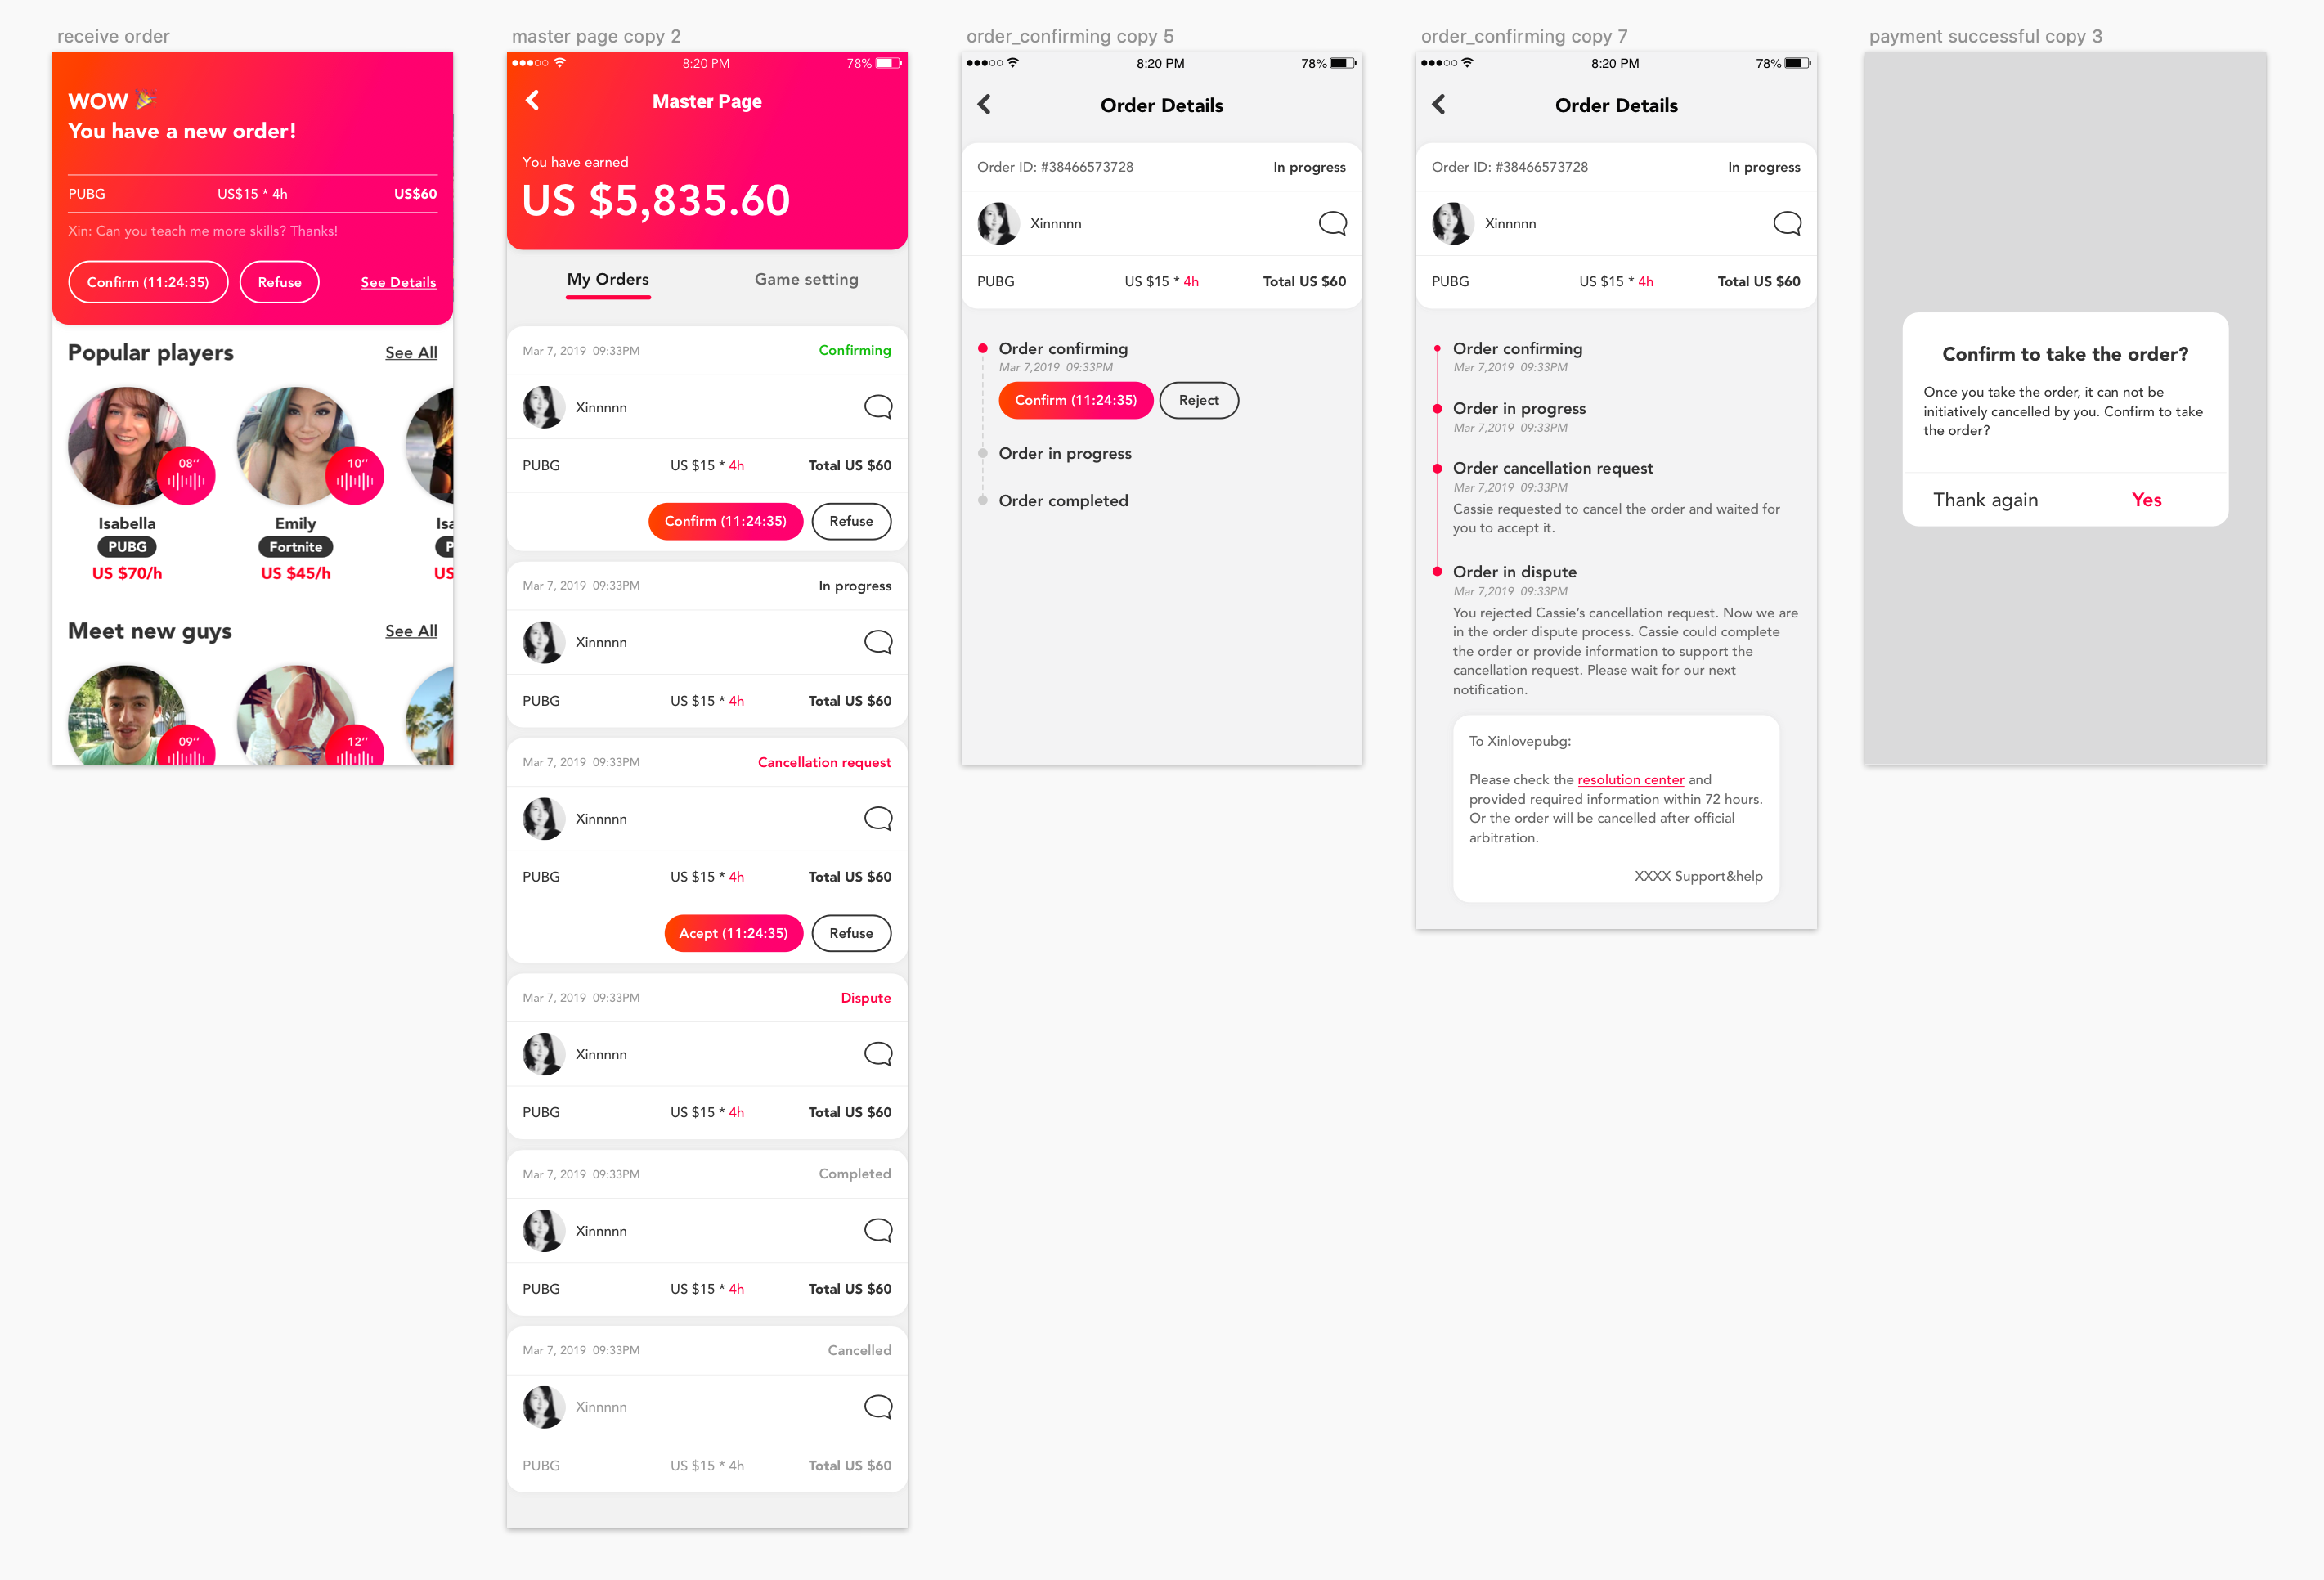 receive order
WOW
You have a new order!
PUBG US$15 * 4h US$60
Xin: Can you teach me more skills? Thanks!
Confirm (11:24:35) Refuse See Details
Popular players See All
08’’ 10’’
Isabella Emily Isa
PUBG Fortnite P
US $70/h US $45/h US
Meet new guys See All
09’’ 12’’
master page copy 2
8:20 PM 78%
Master Page
You have earned
US $5,835.60
My Orders Game setting
Mar 7, 2019 09:33PM Confirming
Xinnnnn
PUBG US $15 * 4h Total US $60
Confirm (11:24:35) Refuse
Mar 7, 2019 09:33PM In progress
Xinnnnn
PUBG US $15 * 4h Total US $60
Mar 7, 2019 09:33PM Cancellation request
Xinnnnn
PUBG US $15 * 4h Total US $60
Acept (11:24:35) Refuse
Mar 7, 2019 09:33PM Dispute
Xinnnnn
PUBG US $15 * 4h Total US $60
Mar 7, 2019 09:33PM Completed
Xinnnnn
PUBG US $15 * 4h Total US $60
Mar 7, 2019 09:33PM Cancelled
Xinnnnn
PUBG US $15 * 4h Total US $60
order_confirming copy 5
8:20 PM 78%
Order Details
Order ID: #38466573728 In progress
Xinnnnn
PUBG US $15 * 4h Total US $60
Order confirming
Mar 7,2019 09:33PM
Confirm (11:24:35) Reject
Order in progress
Order completed
order_confirming copy 7
8:20 PM 78%
Order Details
Order ID: #38466573728 In progress
Xinnnnn
PUBG US $15 * 4h Total US $60
Order confirming
Mar 7,2019 09:33PM
Order in progress
Mar 7,2019 09:33PM
Order cancellation request
Mar 7,2019 09:33PM
Cassie requested to cancel the order and waited for
you to accept it.
Order in dispute
Mar 7,2019 09:33PM
You rejected Cassie’s cancellation request. Now we are
in the order dispute process. Cassie could complete
the order or provide information to support the
cancellation request. Please wait for our next
notification.
To Xinlovepubg:
Please check the resolution center and
provided required information within 72 hours.
Or the order will be cancelled after official
arbitration.
XXXX Support&help
payment successful copy 3
Confirm to take the order?
Once you take the order, it can not be
initiatively cancelled by you. Confirm to take
the order?
Thank again Yes